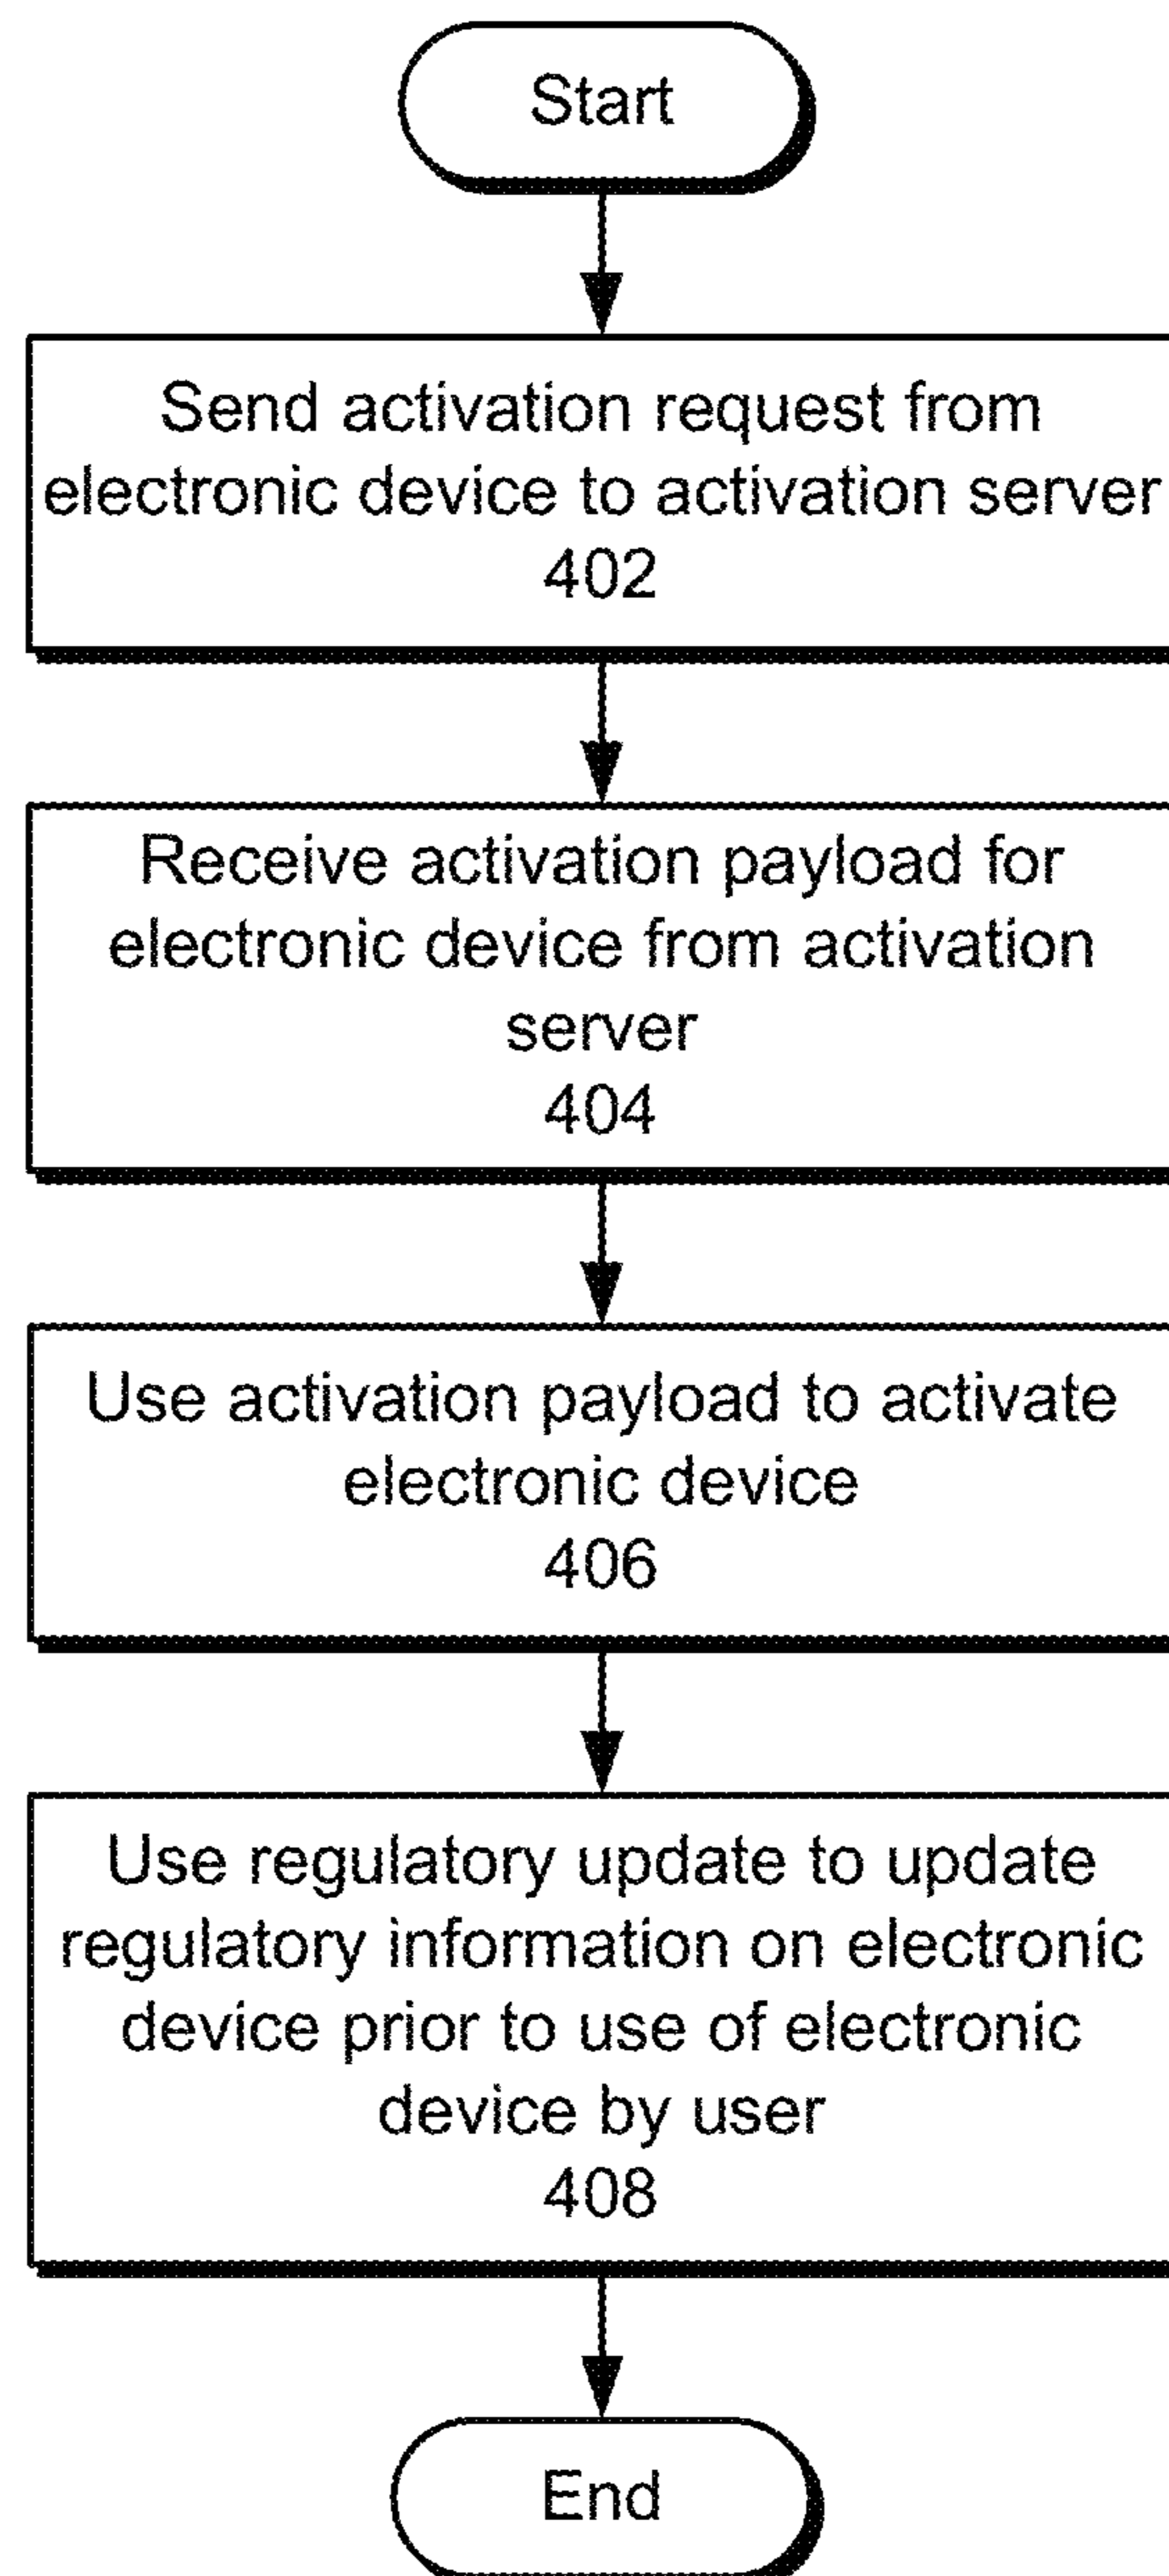 Start
Send activation request from
electronic device to activation server
402
Receive activation payload for
electronic device from activation
server
404
Use activation payload to activate
electronic device
406
Use regulatory update to update
regulatory information on electronic
device prior to use of electronic
device by user
408
End